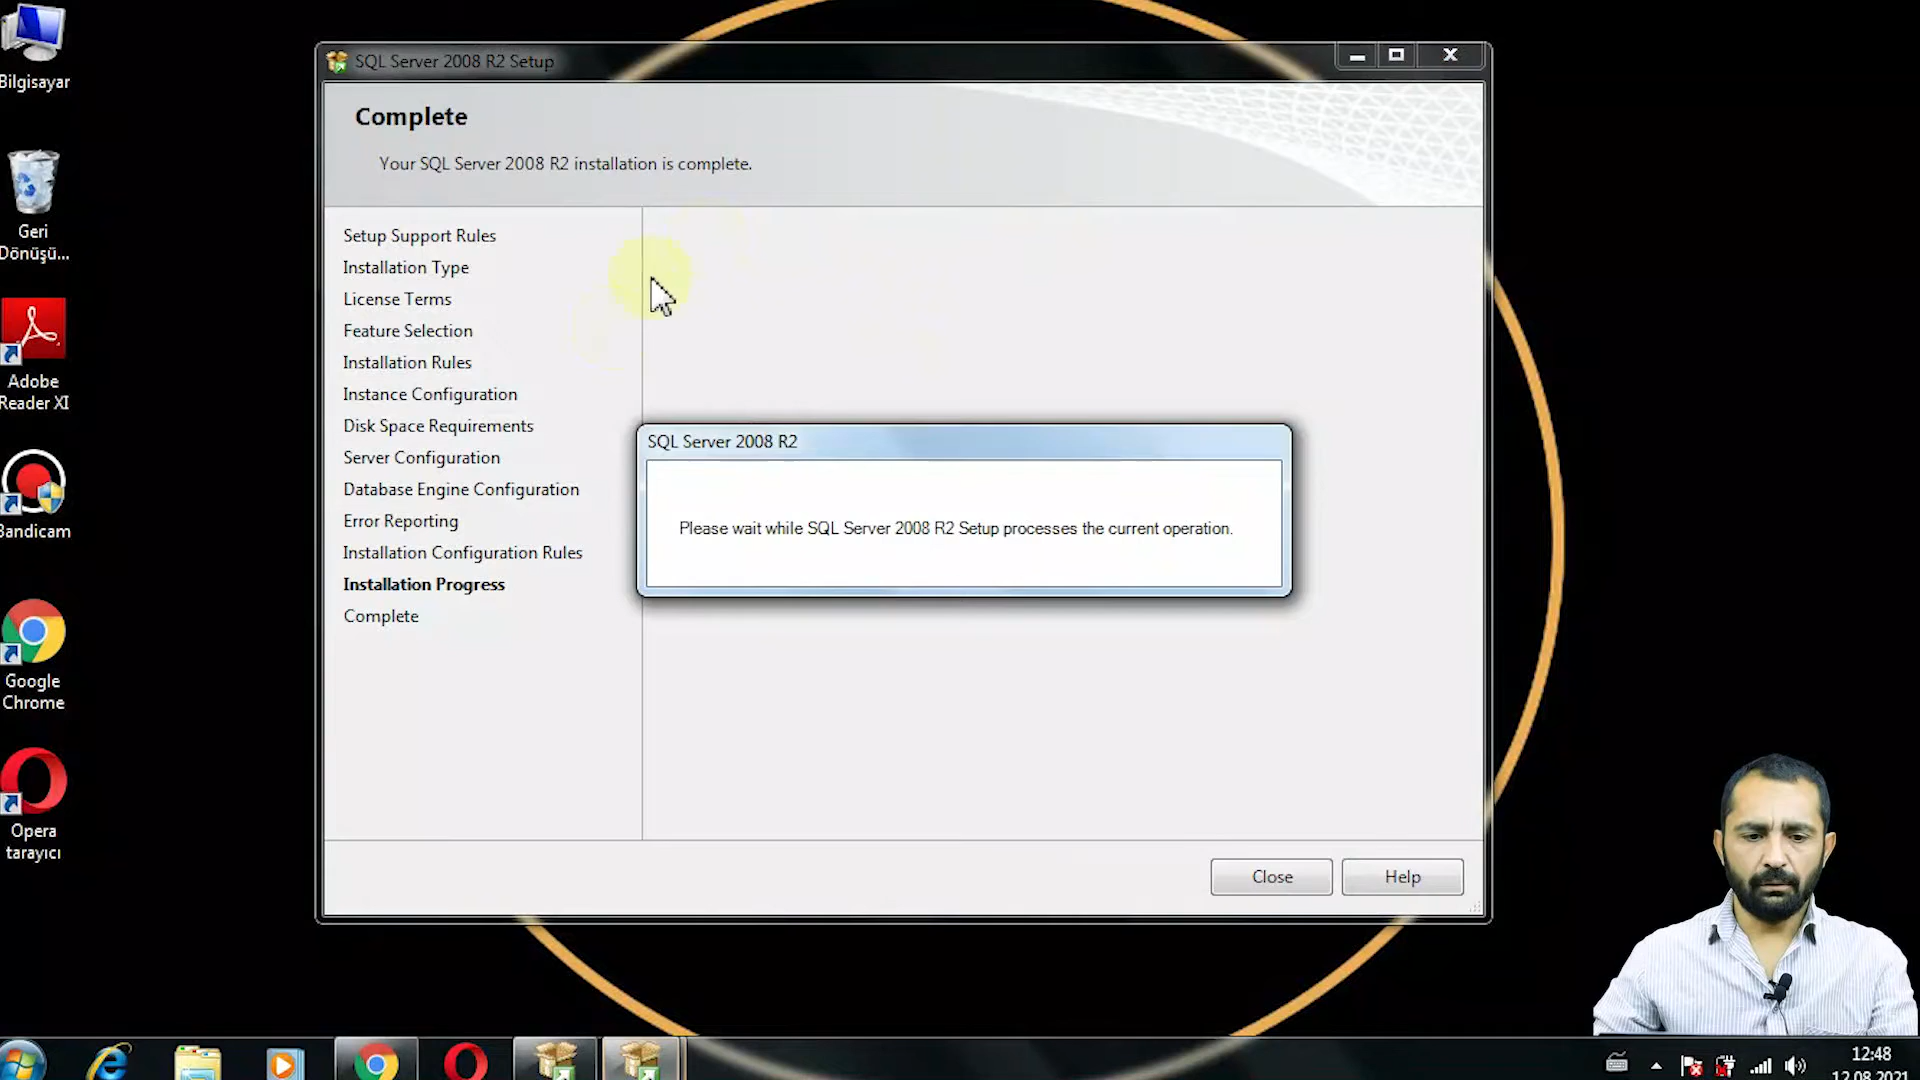 Bilgisayar
Geri
Dönüşü...
Adobe
Reader XI
Bandicam
Google
Chrome
Opera
tarayıcı
SQL Server 2008 R2 Setup
Complete
Your SQL Server 2008 R2 installation is complete.
Setup Support Rules
Installation Type
License Terms
Feature Selection
Installation Rules
Instance Configuration
Disk Space Requirements
Server Configuration
Database Engine Configuration
Error Reporting
Installation Configuration Rules
Installation Progress
Complete
SQL Server 2008 R2
Please wait while SQL Server 2008 R2 Setup processes the current operation.
Close
Help
12:48
12.08.2021